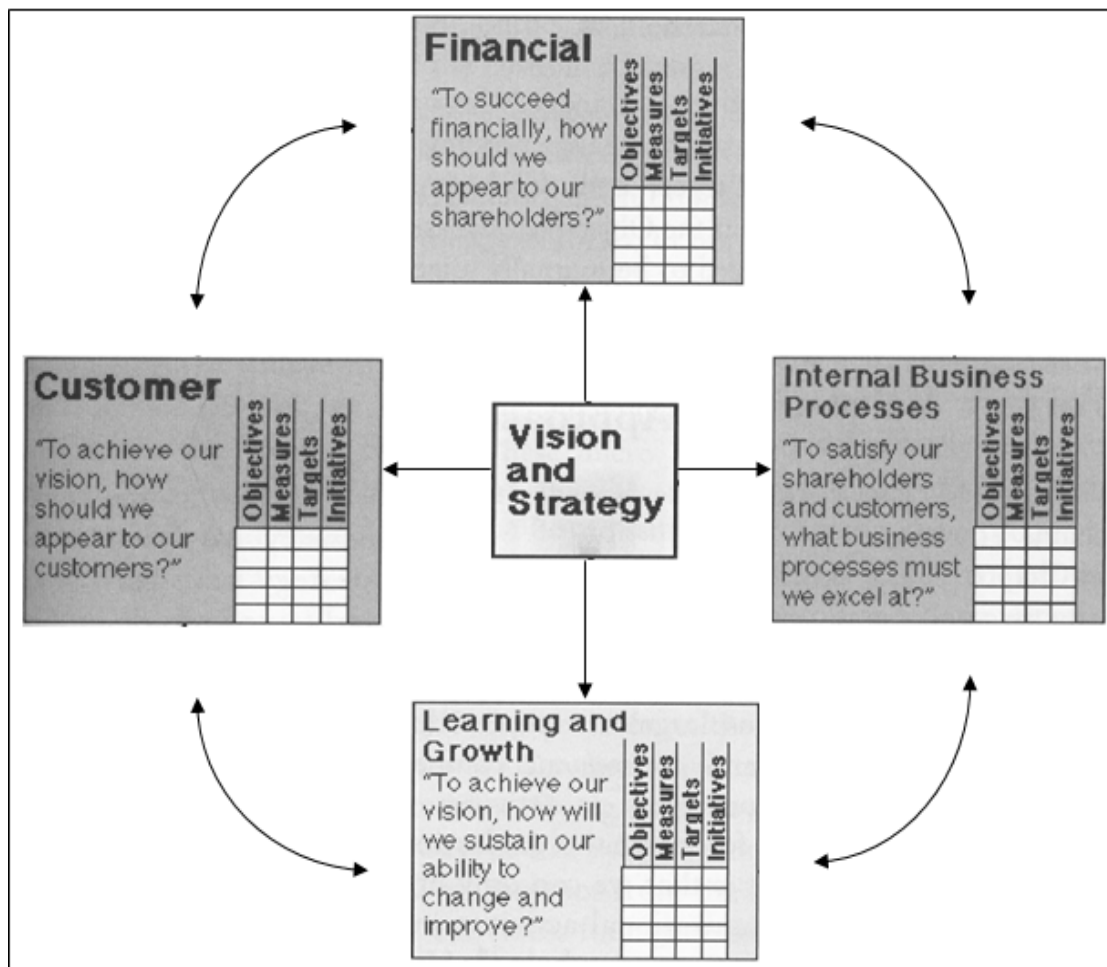 Financial
“To succeed
financially, how
should we
appear to our
shareholders?”
Objectives
Measures
Targets
Initiatives
Customer
“To achieve our
vision, how
should we
appear to our
customers?”
Objectives
Measures
Targets
Initiatives
Vision
and
Strategy
Internal Business
Processes
“To satisfy our
shareholders
and customers,
what business
processes must
we excel at?”
Objectives
Measures
Targets
Initiatives
Learning and
Growth
“To achieve our
vision, how will
we sustain our
ability to
change and
improve?”
Objectives
Measures
Targets
Initiatives